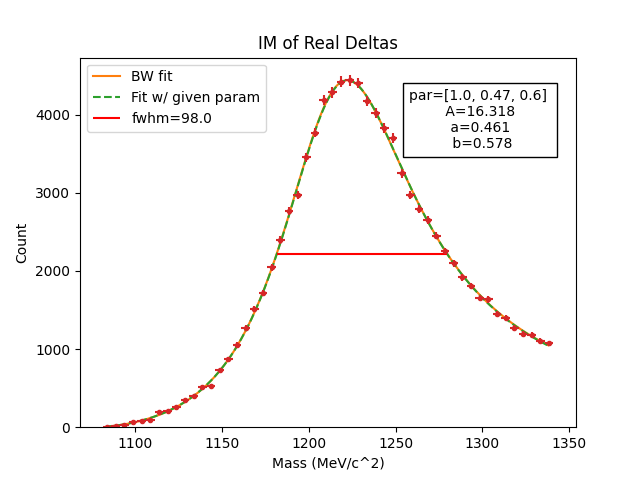 IM of Real Deltas
BW fit
Fit w/ given param
fwhm=98.0
par=[1.0, 0.47, 0.6]
A=16.318
a=0.461
b=0.578
Count
4000
3000
2000
1000
0
1100
1150
1200
1250
1300
1350
Mass (MeV/c^2)